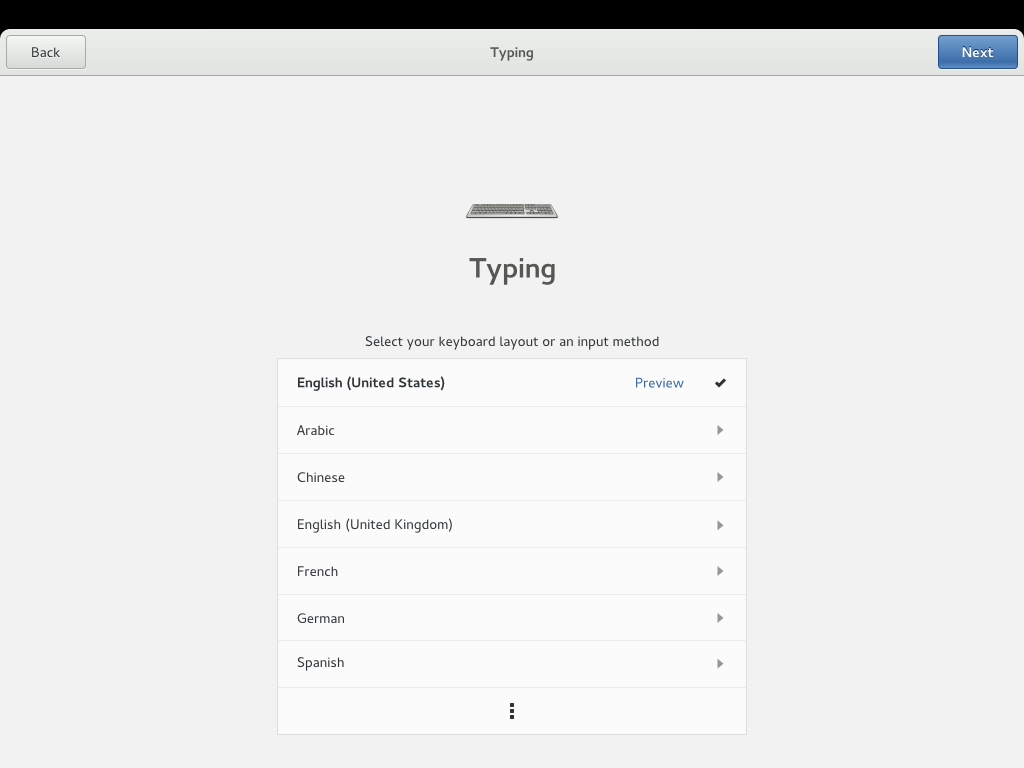 Back
Typing
Next
Typing
Select your keyboard layout or an input method
English (United States) Preview
Arabic
Chinese
English (United Kingdom)
French
German
Spanish